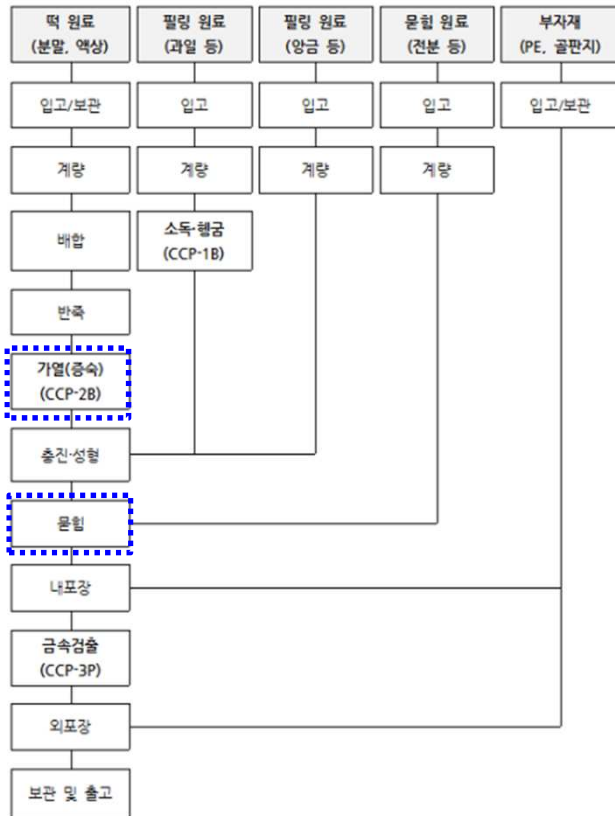 떡 원료
(분말, 액상)
필링 원료
(과일 등)
필링 원료
(앙금 등)
묻힘 원료
(전분 등)
부자재
(PE, 골판지)
입고/보관
입고
입고
입고
입고/보관
계량
계량
계량
계량
배합
소독·헹굼
(CCP-1B)
반죽
가열(증숙)
(CCP-2B)
충진·성형
묻힘
내포장
금속검출
(CCP-3P)
외포장
보관 및 출고